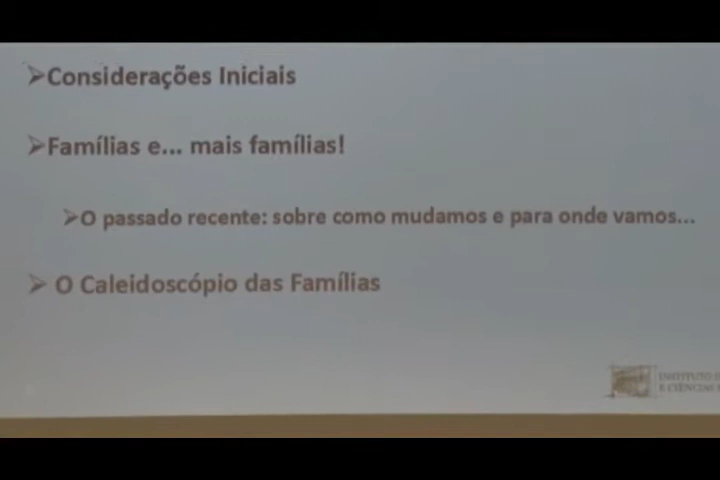 Considerações Iniciais
Famílias e... mais famílias!
O passado recente: sobre como mudamos e para onde vamos...
O Caleidoscópio das Famílias
INSTITUTO
E CIÊNCIAS